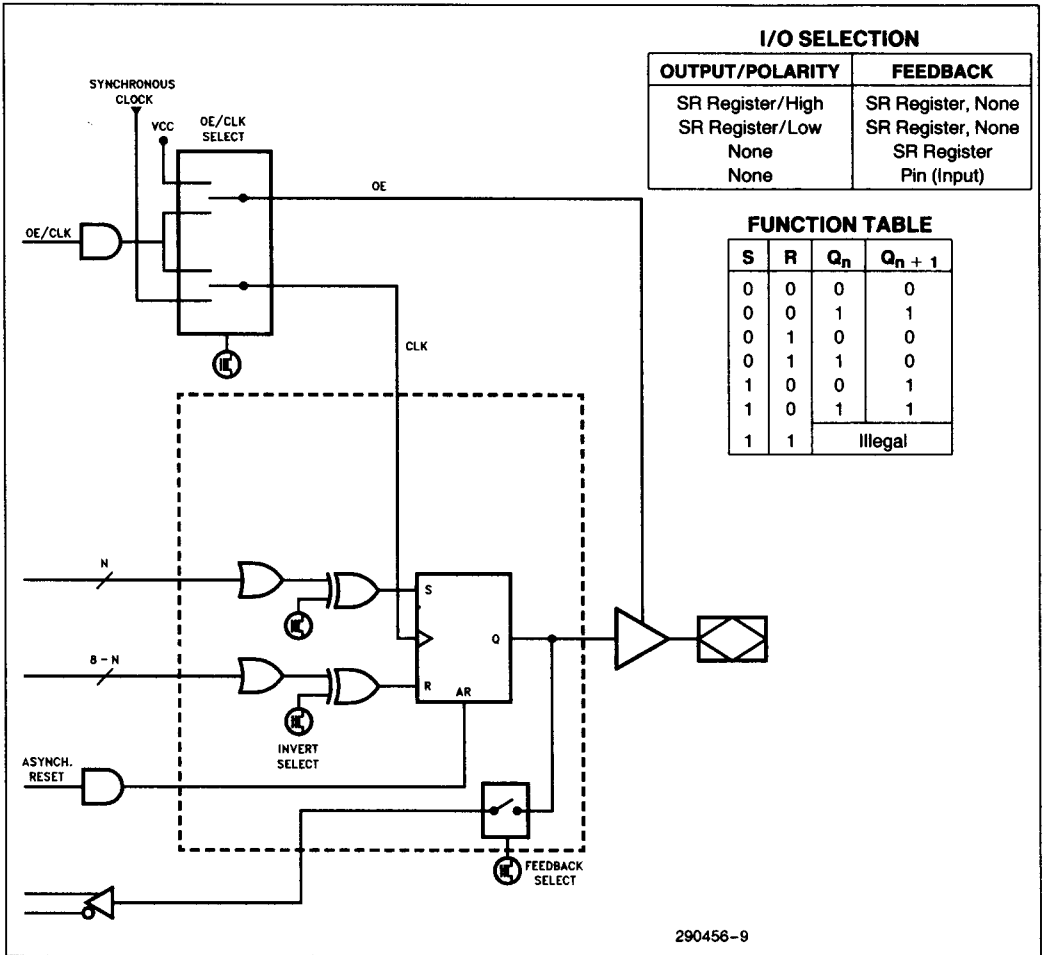 I/O SELECTION
OUTPUT/POLARITY FEEDBACK
SR Register/High SR Register, None
SR Register/Low SR Register, None
None SR Register
None Pin (Input)
FUNCTION TABLE
S R Qn Qn + 1
0 0 0 0
0 0 1 1
0 1 0 0
0 1 1 0
1 0 0 1
1 0 1 1
1 1 Illegal
SYNCHRONOUS
CLOCK
VCC
OE/CLK
SELECT
OE
OE/CLK
CLK
N
S
Q
8-N
R
AR
INVERT
SELECT
ASYNCH.
RESET
FEEDBACK
SELECT
290456-9